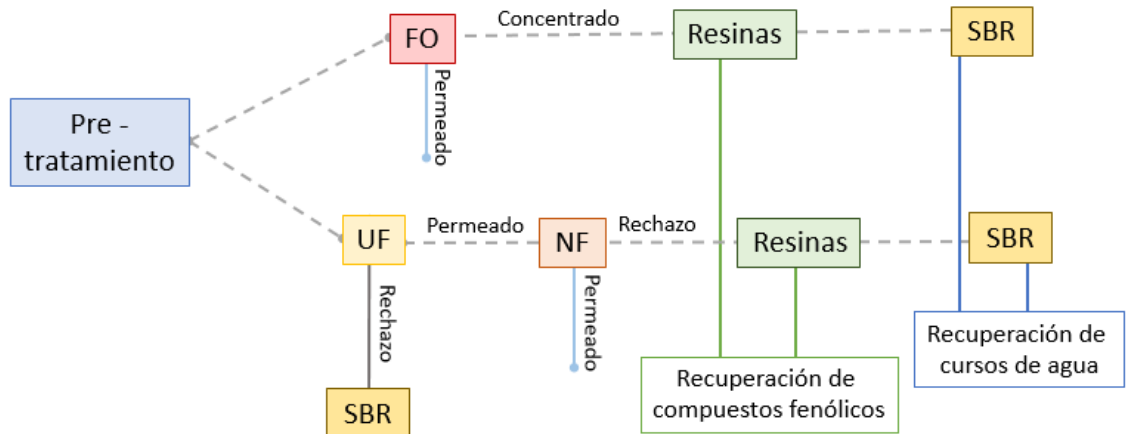 FO
Concentrado
Resinas
SBR
Permeado
Pre -
tratamiento
UF
Permeado
NF
Rechazo
Resinas
SBR
Rechazo
Permeado
SBR
Recuperación de
compuestos fenólicos
Recuperación de
cursos de agua